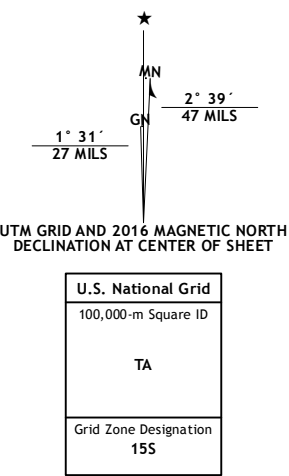 ★
MN
2° 39´
47 MILS
GN
1° 31´
27 MILS
UTM GRID AND 2016 MAGNETIC NORTH
DECLINATION AT CENTER OF SHEET
U.S. National Grid
100,000-m Square ID
TA
Grid Zone Designation
15S